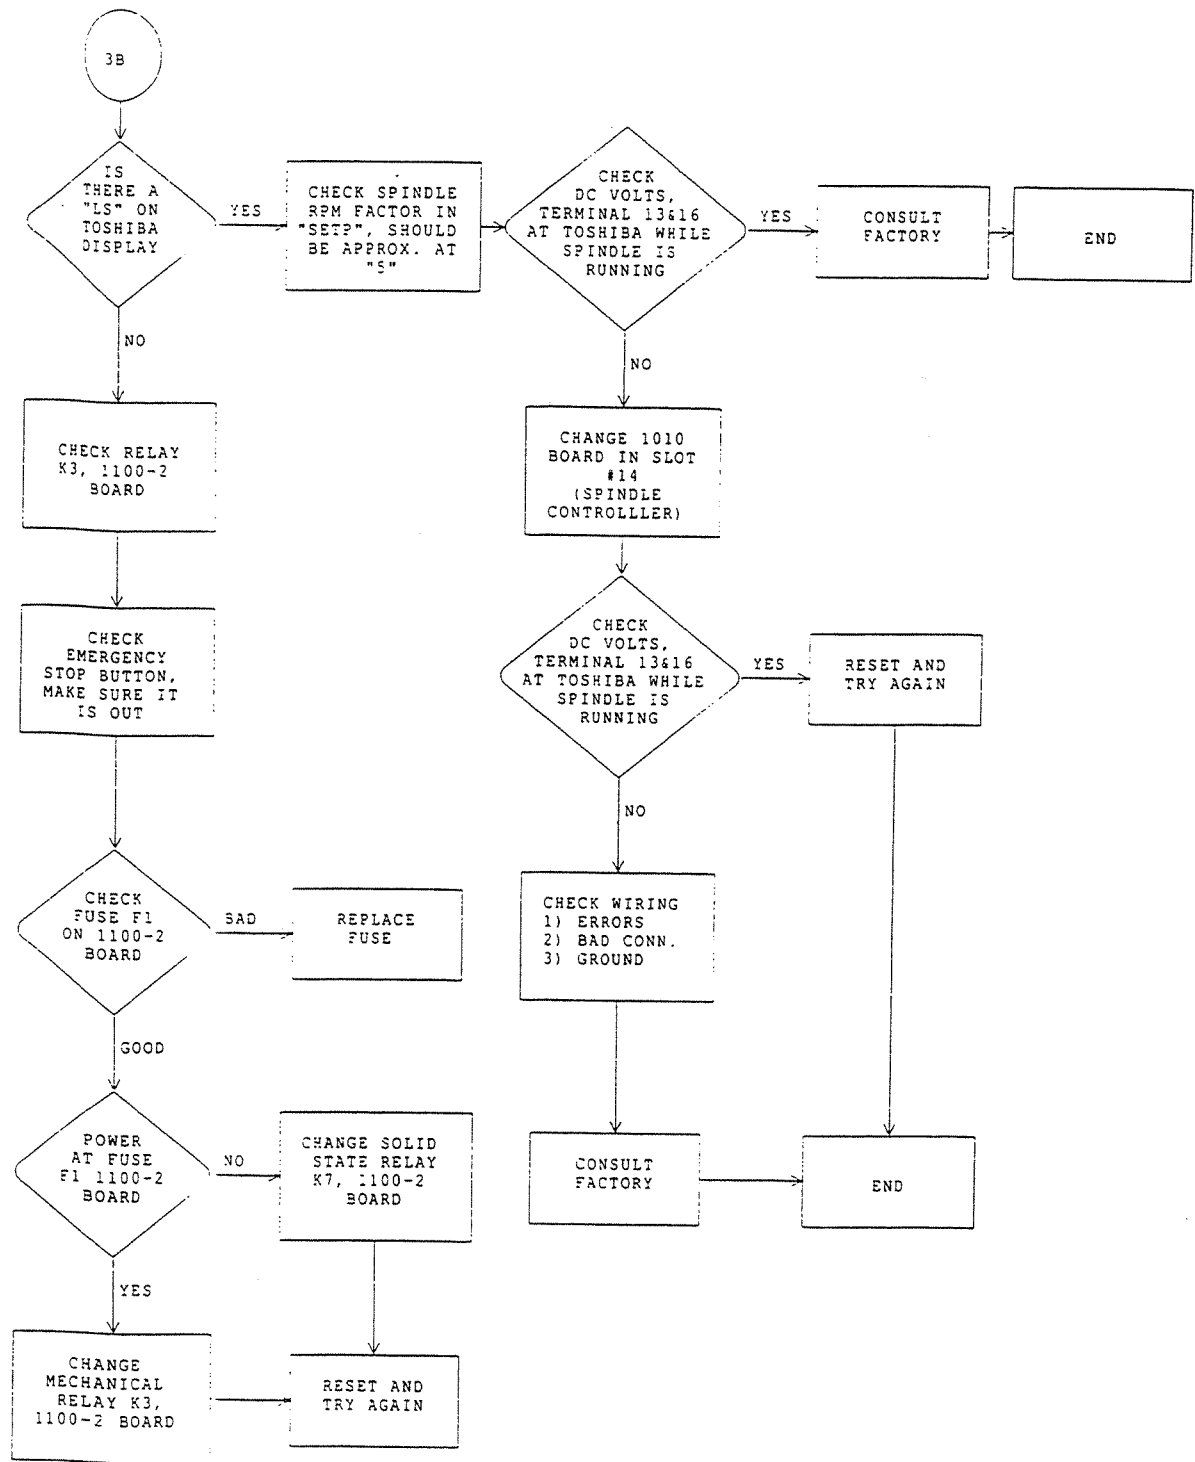 3B
IS
THERE A
"LS" ON
TOSHIBA
DISPLAY
YES
CHECK SPINDLE
RPM FACTOR IN
"SETP", SHOULD
BE APPROX. AT
"5"
CHECK
DC VOLTS,
TERMINAL 13&16
AT TOSHIBA WHILE
SPINDLE IS
RUNNING
YES
CONSULT
FACTORY
END
NO
NO
CHECK RELAY
K3, 1100-2
BOARD
CHANGE 1010
BOARD IN SLOT
#14
(SPINDLE
CONTROLLLER)
CHECK
EMERGENCY
STOP BUTTON,
MAKE SURE IT
IS OUT
CHECK
DC VOLTS,
TERMINAL 13&16
AT TOSHIBA WHILE
SPINDLE IS
RUNNING
YES
RESET AND
TRY AGAIN
NO
CHECK
FUSE F1
ON 1100-2
BOARD
BAD
REPLACE
FUSE
CHECK WIRING
1) ERRORS
2) BAD CONN.
3) GROUND
GOOD
POWER
AT FUSE
F1 1100-2
BOARD
NO
CHANGE SOLID
STATE RELAY
K7, 1100-2
BOARD
CONSULT
FACTORY
END
YES
CHANGE
MECHANICAL
RELAY K3,
1100-2 BOARD
RESET AND
TRY AGAIN